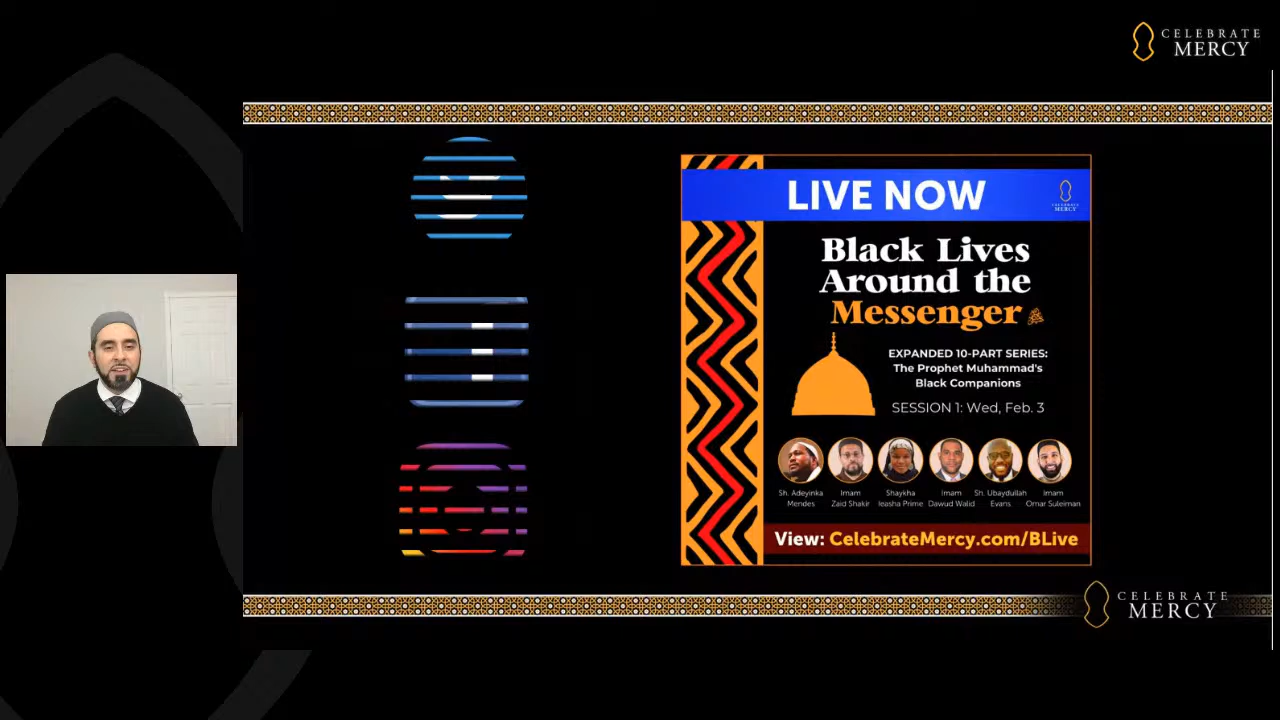 CELEBRATE
MERCY
LIVE NOW
CELEBRATE
MERCY
Black Lives
Around the
Messenger
EXPANDED 10-PART SERIES:
The Prophet Muhammad's
Black Companions
SESSION 1: Wed, Feb. 3
Sh. Adeyinka Mendes
Imam Zaid Shakir
Shaykha Ieasha Prime
Imam Dawud Walid
Sh. Ubaydullah Evans
Imam Omar Suleiman
View: CelebrateMercy.com/BLive
CELEBRATE
MERCY